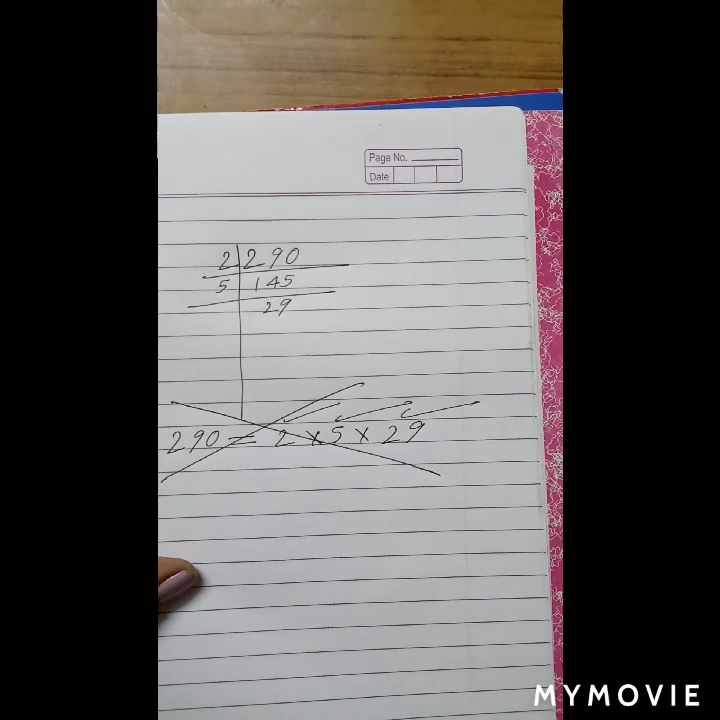 Page No.
Date
2 290
5 145
29
290 = 2 x 5 x 29
MYMOVIE